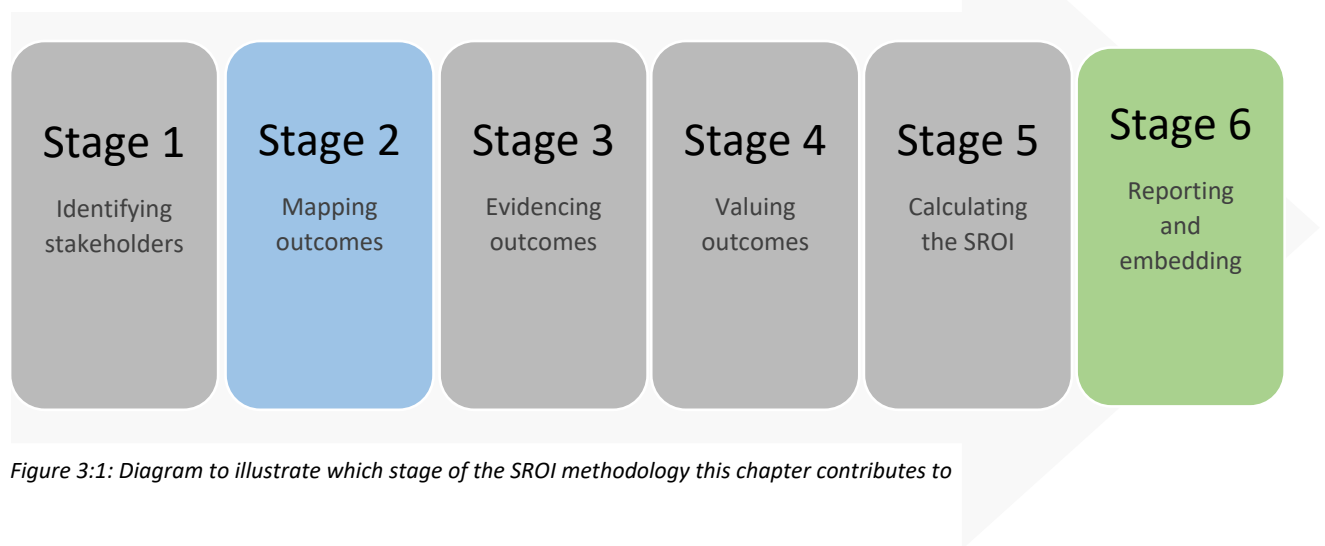 Stage 1
Identifying
stakeholders
Stage 2
Mapping
outcomes
Stage 3
Evidencing
outcomes
Stage 4
Valuing
outcomes
Stage 5
Calculating
the SROI
Stage 6
Reporting
and
embedding
Figure 3:1: Diagram to illustrate which stage of the SROI methodology this chapter contributes to